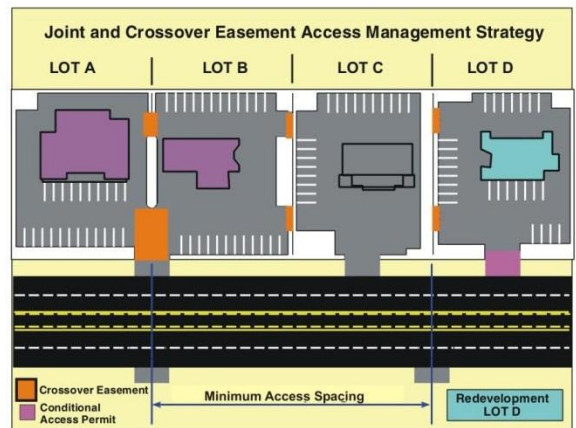 Joint and Crossover Easement Access Management Strategy
LOT A LOT B LOT C LOT D
Crossover Easement
Conditional
Access Permit
Minimum Access Spacing
Redevelopment
LOT D